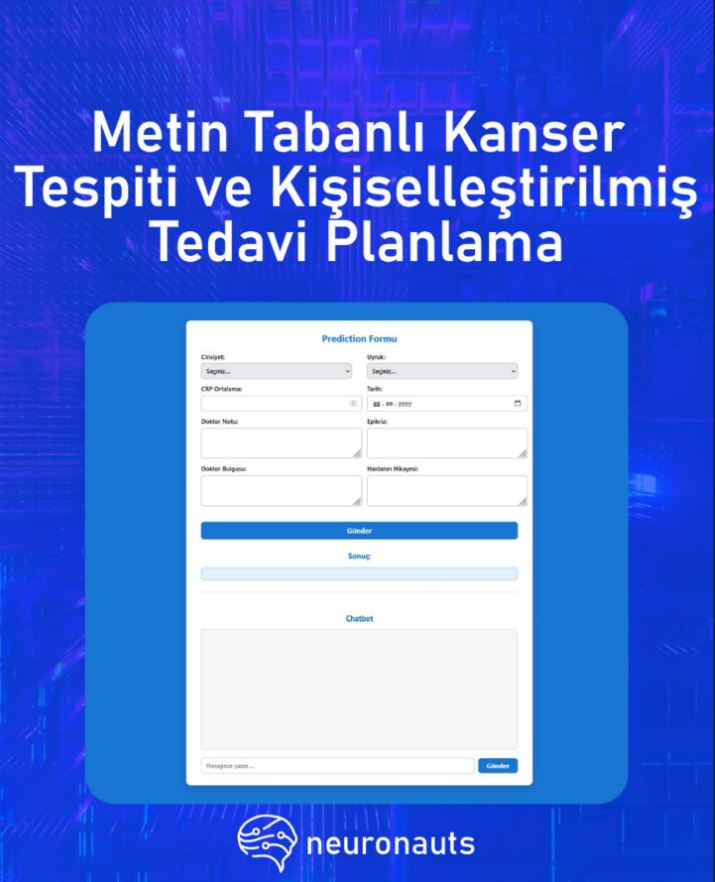 Metin Tabanlı Kanser
Tespiti ve Kişiselleştirilmiş
Tedavi Planlama
Prediction Formu
Cinsiyet:
Uyruk:
Seçiniz...
Seçiniz...
CRP Ortalama:
Tarih:
gg . aa . yyyy
Doktor Notu:
Epikriz:
Doktor Bulgusu:
Hastanın Hikayesi:
Gönder
Sonuç:
Chatbot
Mesajınızı yazın...
Gönder
neuronauts